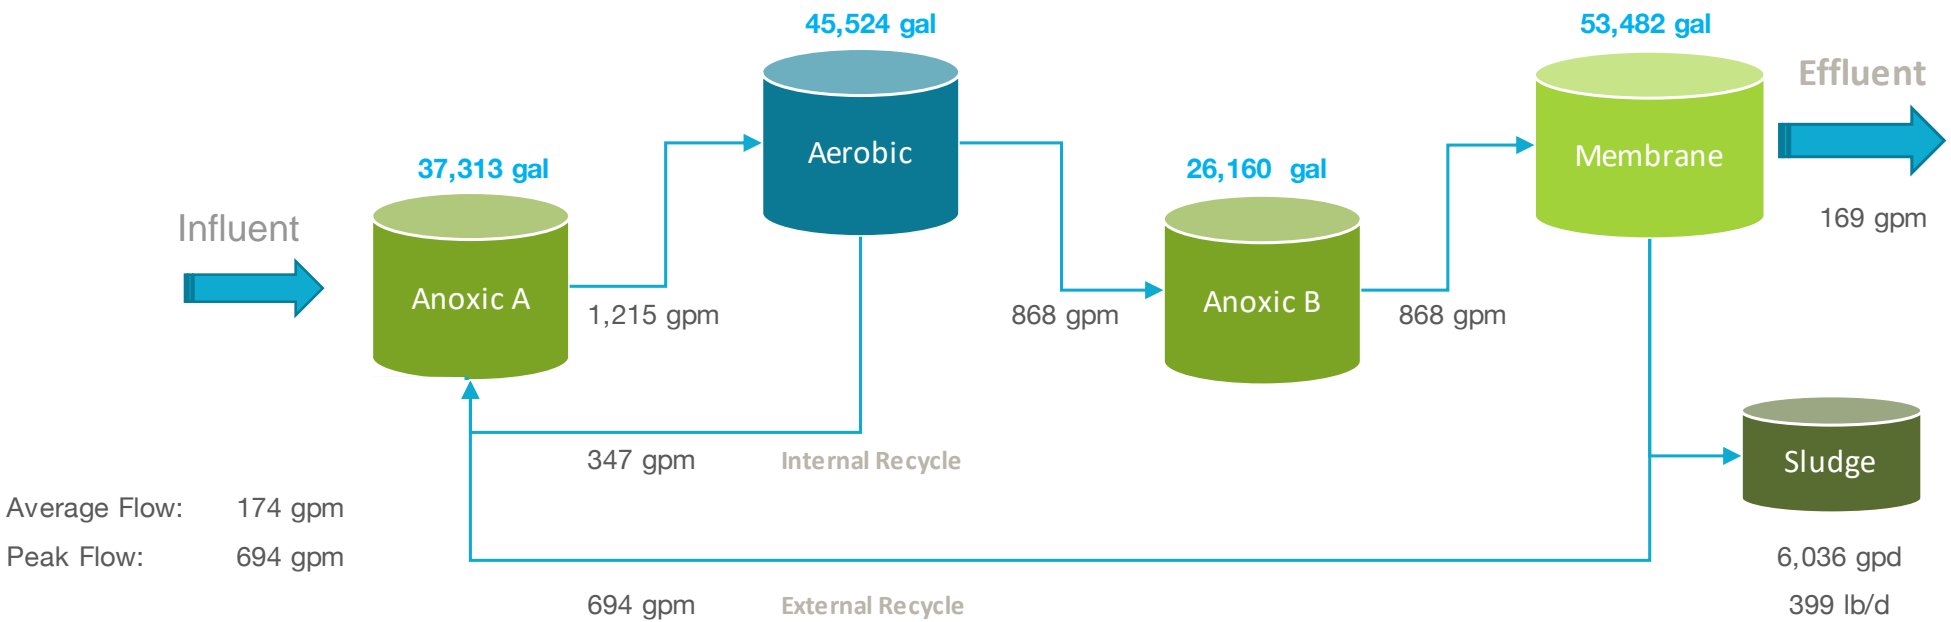 45,524 gal
53,482 gal
Effluent
Aerobic
Membrane
37,313 gal
26,160 gal
169 gpm
Influent
Anoxic A
Anoxic B
1,215 gpm
868 gpm
868 gpm
347 gpm
Internal Recycle
Sludge
Average Flow: 174 gpm
Peak Flow: 694 gpm
6,036 gpd
694 gpm
External Recycle
399 lb/d